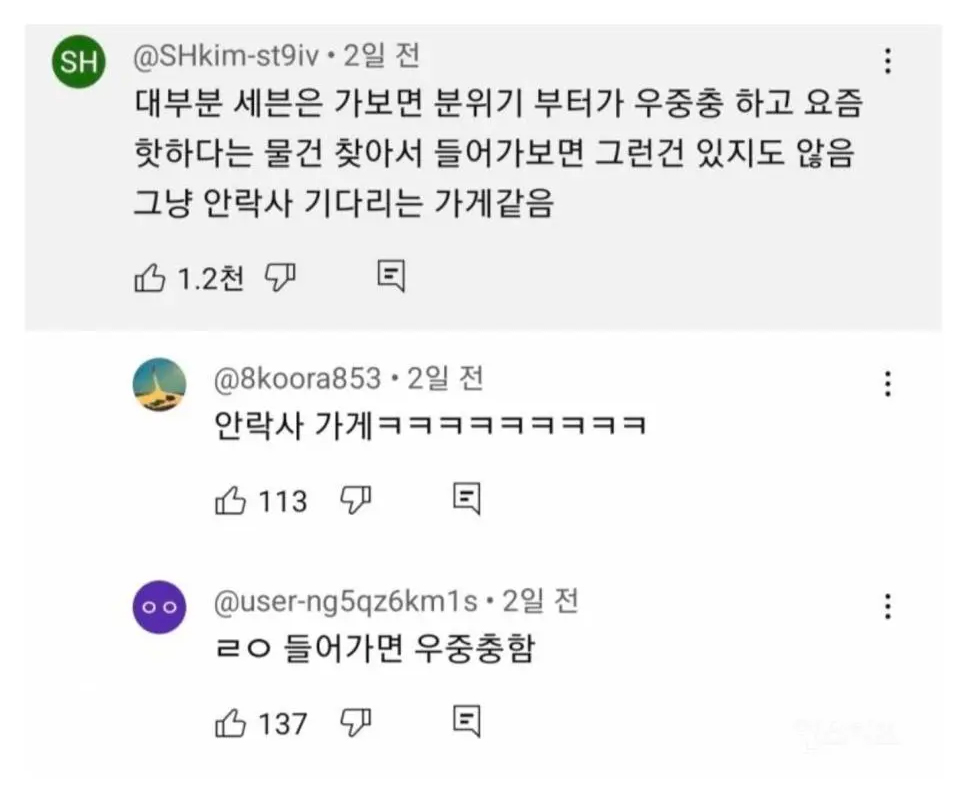 SH
@SHkim-st9iv • 2일 전
대부분 세븐은 가보면 분위기 부터가 우중충 하고 요즘
핫하다는 물건 찾아서 들어가보면 그런건 있지도 않음
그냥 안락사 기다리는 가게같음
1.2천
@8koora853 • 2일 전
안락사 가게ㅋㅋㅋㅋㅋㅋㅋㅋㅋ
113
ㅇㅇ
@user-ng5qz6km1s • 2일 전
ㄹㅇ 들어가면 우중충함
137